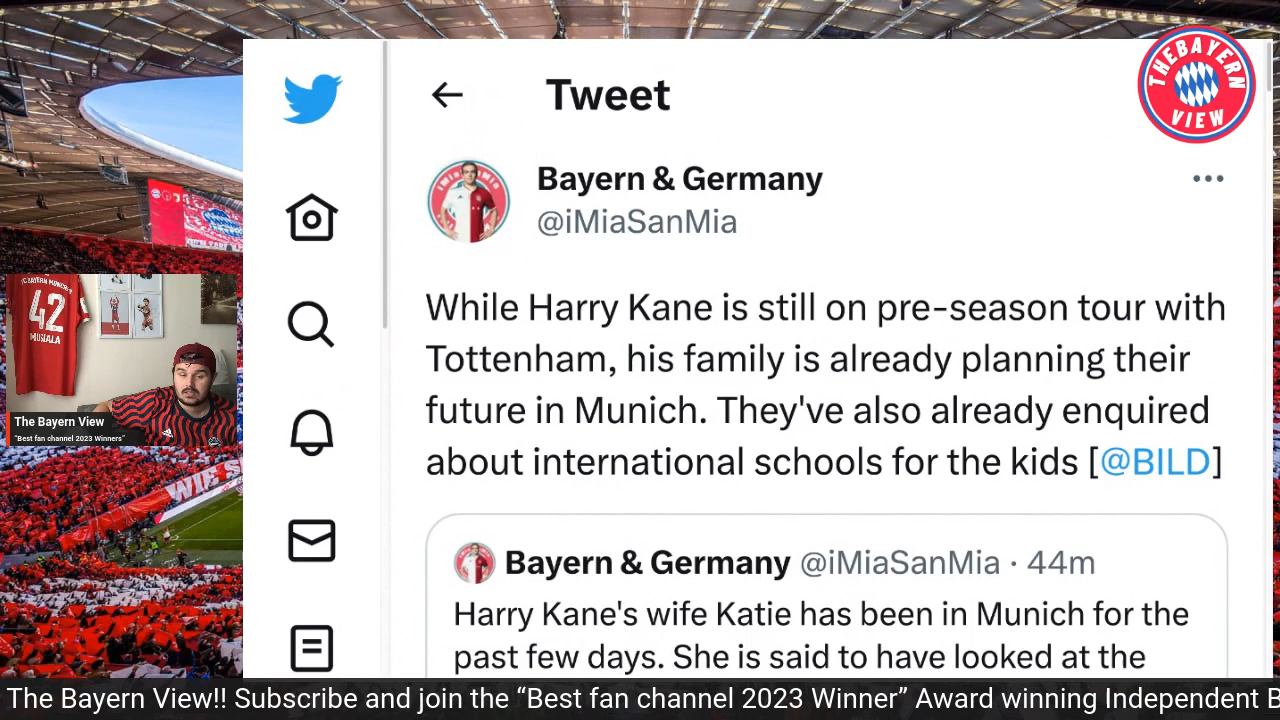 Tweet
THE BAYERN
VIEW
Bayern & Germany
@iMiaSanMia
While Harry Kane is still on pre-season tour with
Tottenham, his family is already planning their
future in Munich. They've also already enquired
about international schools for the kids [@BILD]
Bayern & Germany @iMiaSanMia · 44m
Harry Kane's wife Katie has been in Munich for the
past few days. She is said to have looked at the
FC BAYERN MÜNCHEN
42
MUSIALA
The Bayern View
"Best fan channel 2023 Winners"
WIE S
The Bayern View!! Subscribe and join the “Best fan channel 2023 Winner” Award winning Independent B